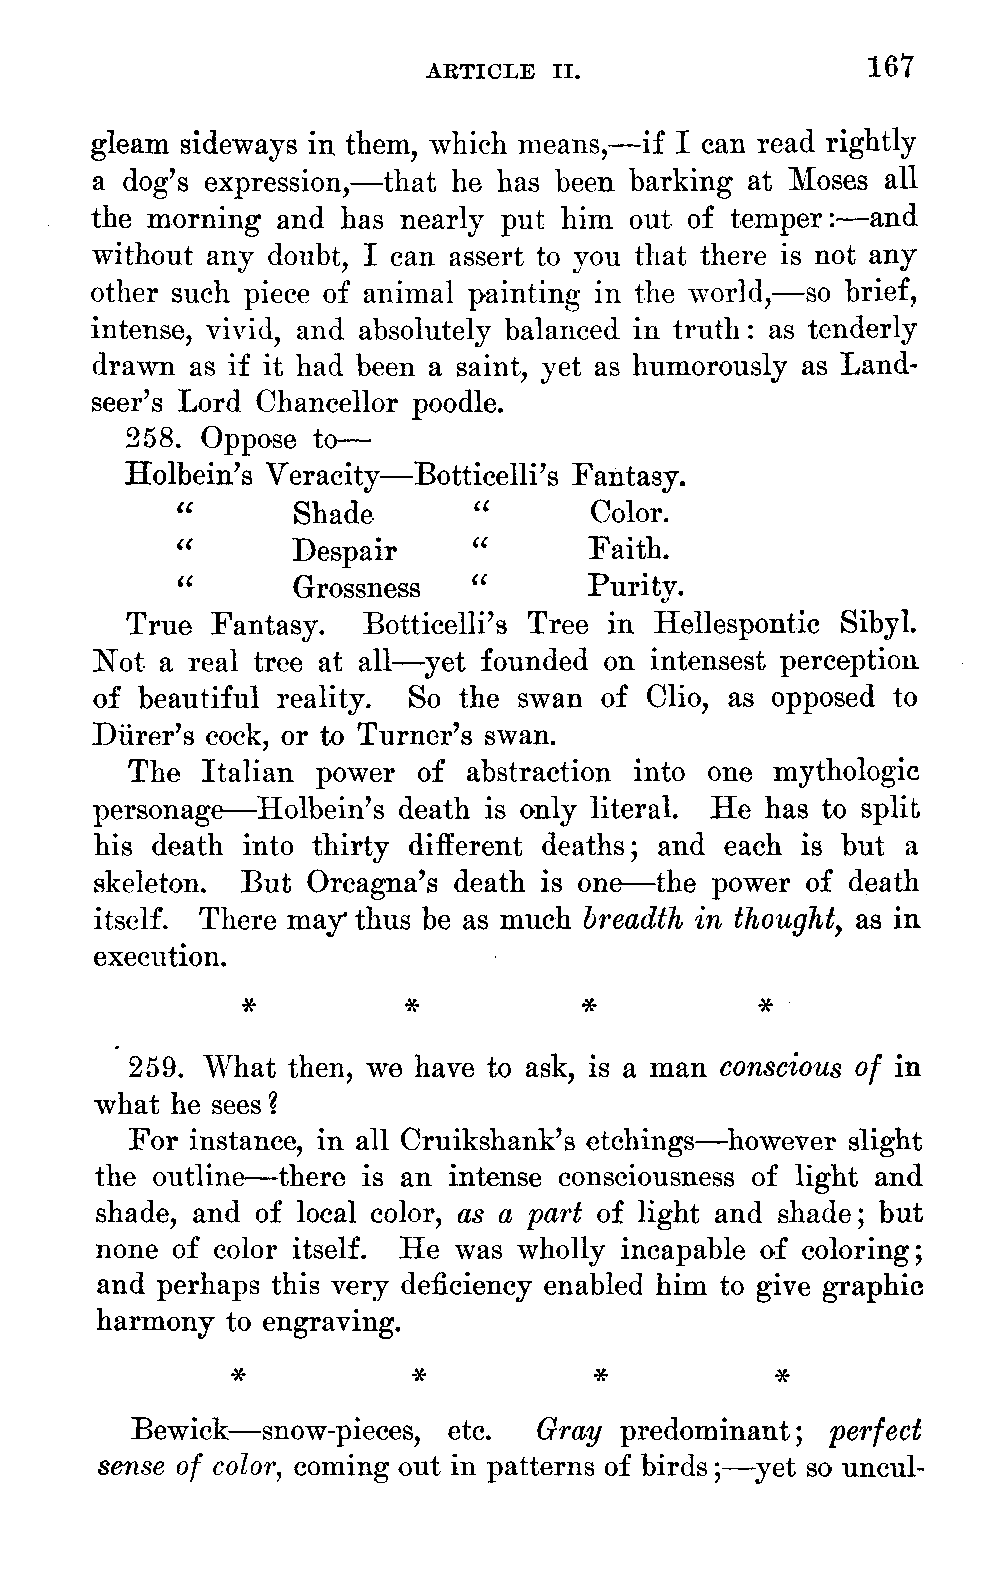 ARTICLE II. 167
gleam sideways in them, which means,—if I can read rightly
a dog's expression,—that he has been barking at Moses all
the morning and has nearly put him out of temper:—and
without any doubt, I can assert to you that there is not any
other such piece of animal painting in the world,—so brief,
intense, vivid, and absolutely balanced in truth: as tenderly
drawn as if it had been a saint, yet as humorously as Land-
seer's Lord Chancellor poodle.
258. Oppose to—
Holbein's Veracity—Botticelli's Fantasy.
“ Shade “ Color.
“ Despair “ Faith.
“ Grossness “ Purity.
True Fantasy. Botticelli's Tree in Hellespontic Sibyl.
Not a real tree at all—yet founded on intensest perception
of beautiful reality. So the swan of Clio, as opposed to
Dürer's cock, or to Turner's swan.
The Italian power of abstraction into one mythologic
personage—Holbein's death is only literal. He has to split
his death into thirty different deaths; and each is but a
skeleton. But Orcagna's death is one—the power of death
itself. There may thus be as much breadth in thought, as in
execution.
* * * *
259. What then, we have to ask, is a man conscious of in
what he sees?
For instance, in all Cruikshank's etchings—however slight
the outline—there is an intense consciousness of light and
shade, and of local color, as a part of light and shade; but
none of color itself. He was wholly incapable of coloring;
and perhaps this very deficiency enabled him to give graphic
harmony to engraving.
* * * *
Bewick—snow-pieces, etc. Gray predominant; perfect
sense of color, coming out in patterns of birds;—yet so uncul-